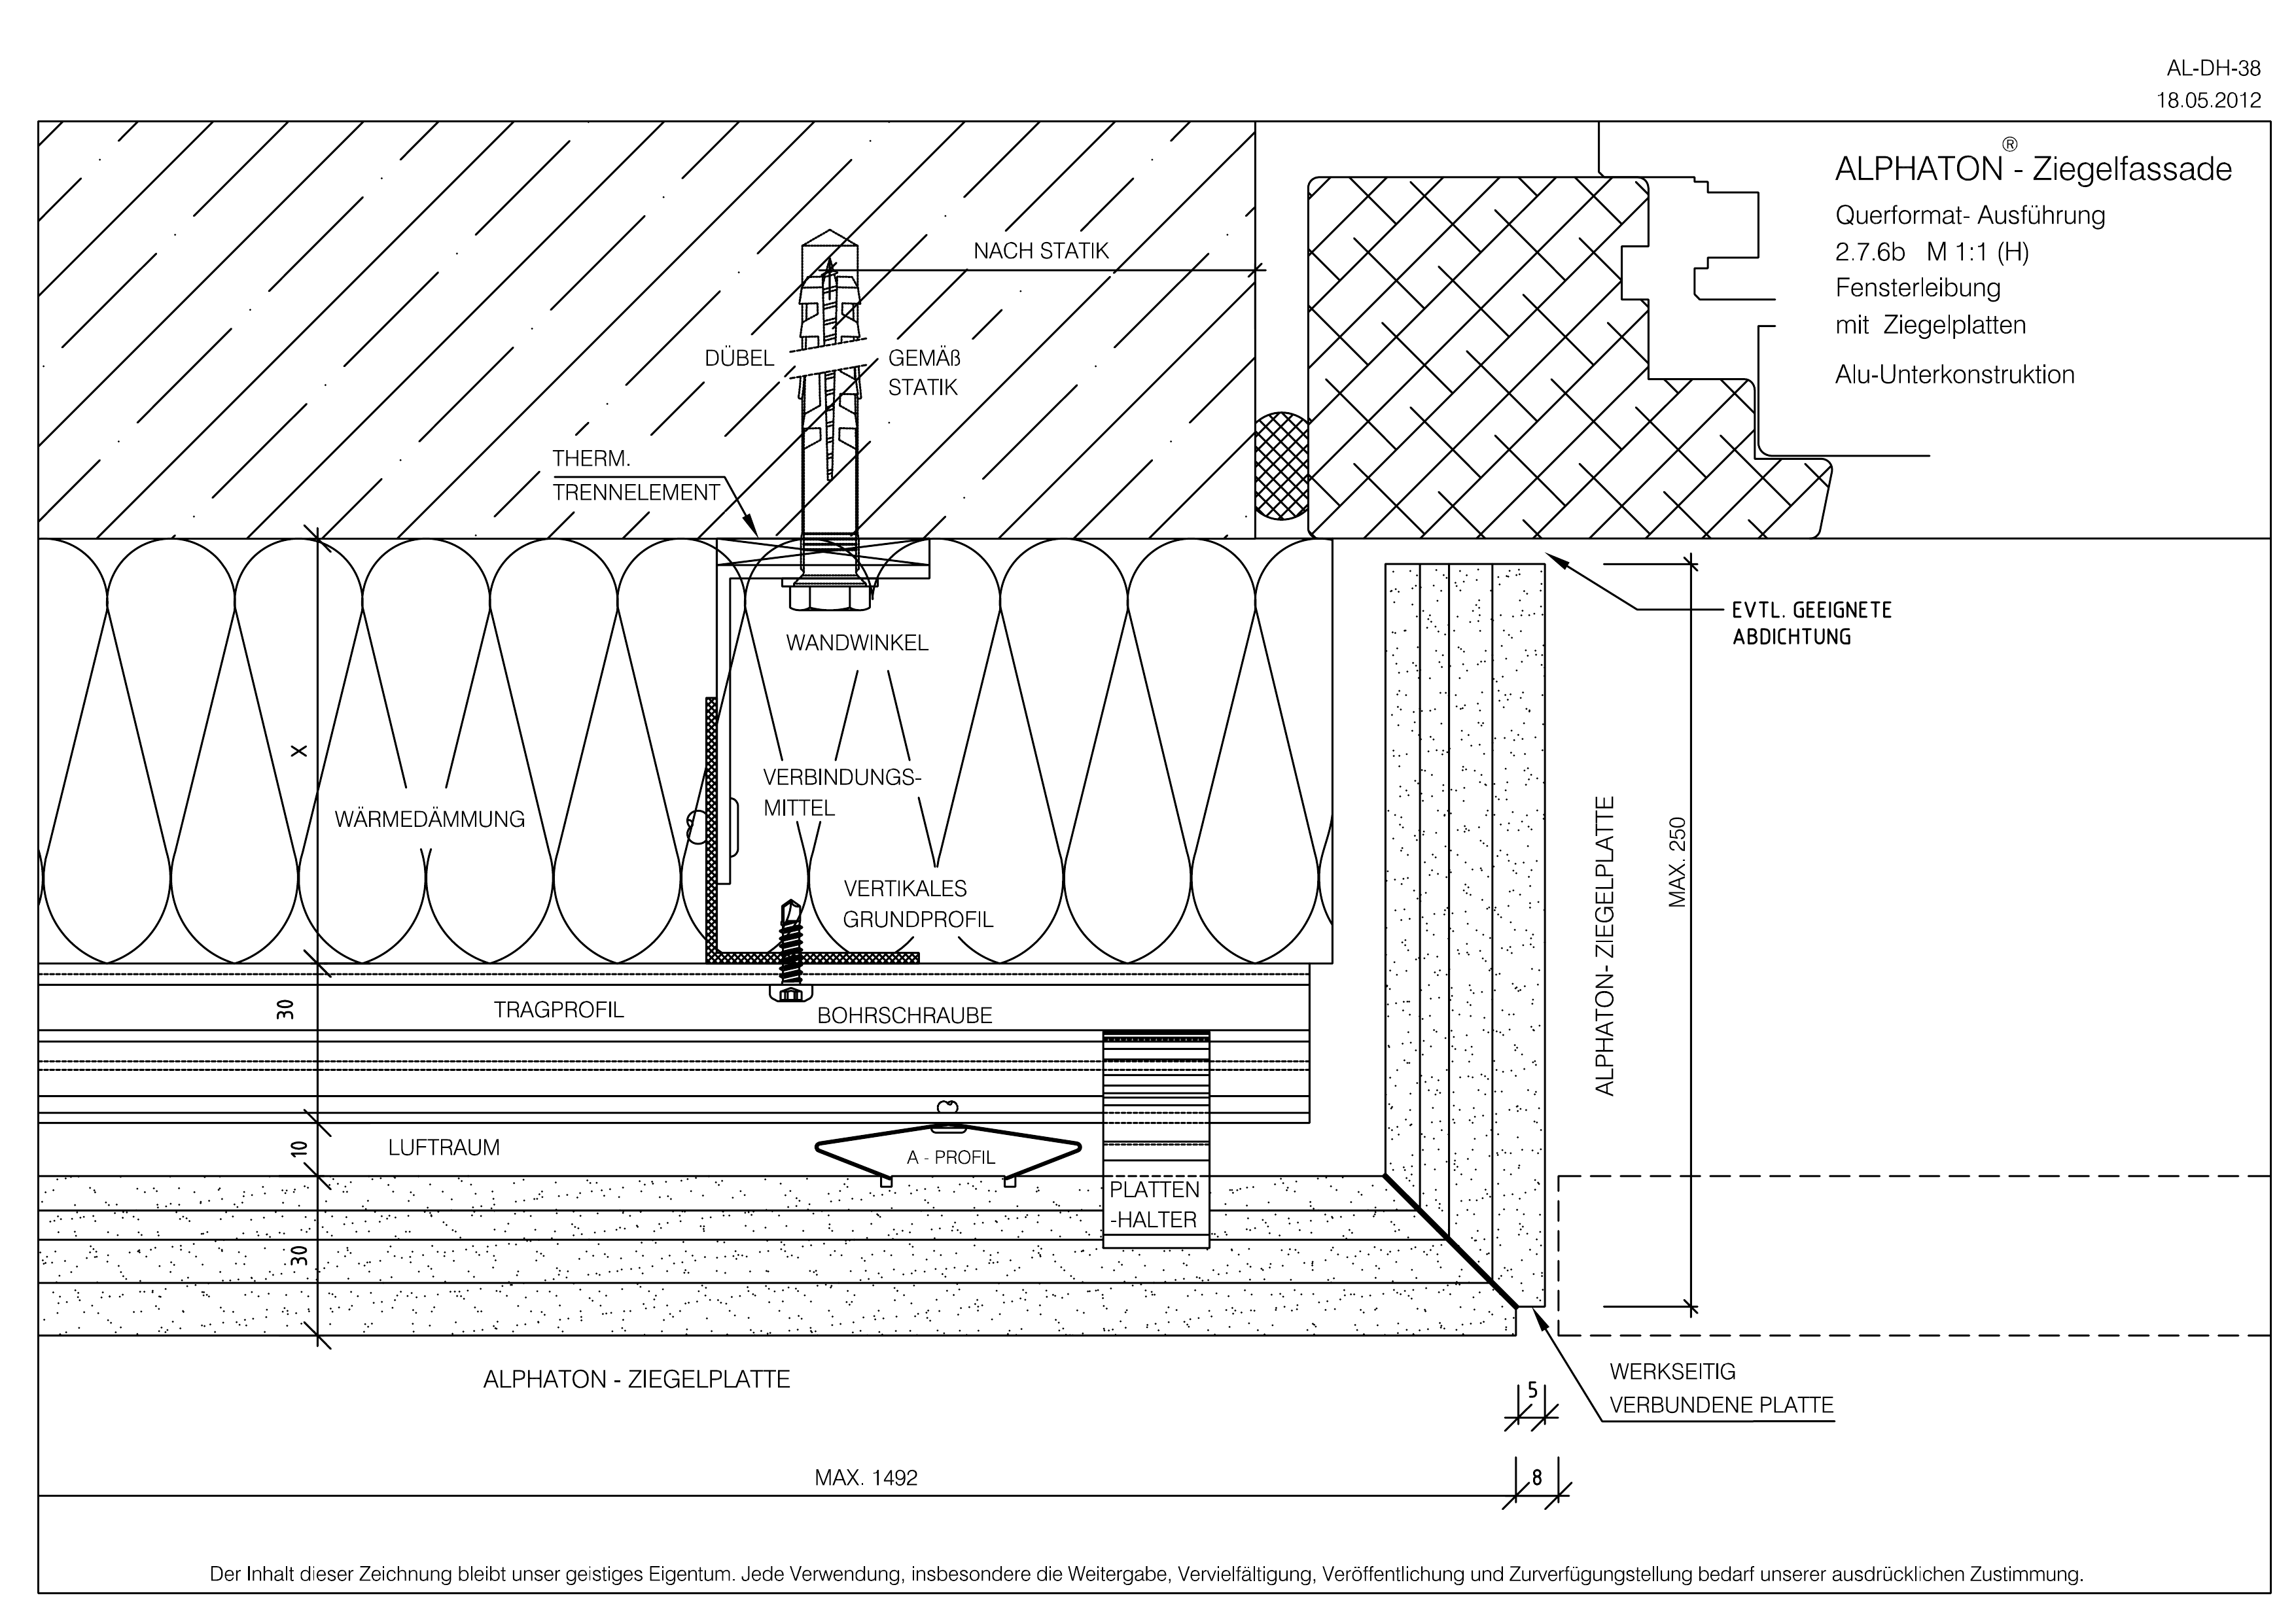 AL-DH-38
18.05.2012
ALPHATON® - Ziegelfassade
Querformat- Ausführung
2.7.6b M 1:1 (H)
Fensterleibung
mit Ziegelplatten
Alu-Unterkonstruktion
NACH STATIK
DÜBEL
GEMÄß
STATIK
THERM.
TRENNELEMENT
EVTL. GEEIGNETE
ABDICHTUNG
WANDWINKEL
X
VERBINDUNGS-
MITTEL
WÄRMEDÄMMUNG
VERTIKALES
GRUNDPROFIL
ALPHATON- ZIEGELPLATTE
MAX. 250
30
TRAGPROFIL
BOHRSCHRAUBE
10
LUFTRAUM
A - PROFIL
PLATTEN
-HALTER
30
ALPHATON - ZIEGELPLATTE
WERKSEITIG
VERBUNDENE PLATTE
5
MAX. 1492
8
Der Inhalt dieser Zeichnung bleibt unser geistiges Eigentum. Jede Verwendung, insbesondere die Weitergabe, Vervielfältigung, Veröffentlichung und Zurverfügungstellung bedarf unserer ausdrücklichen Zustimmung.